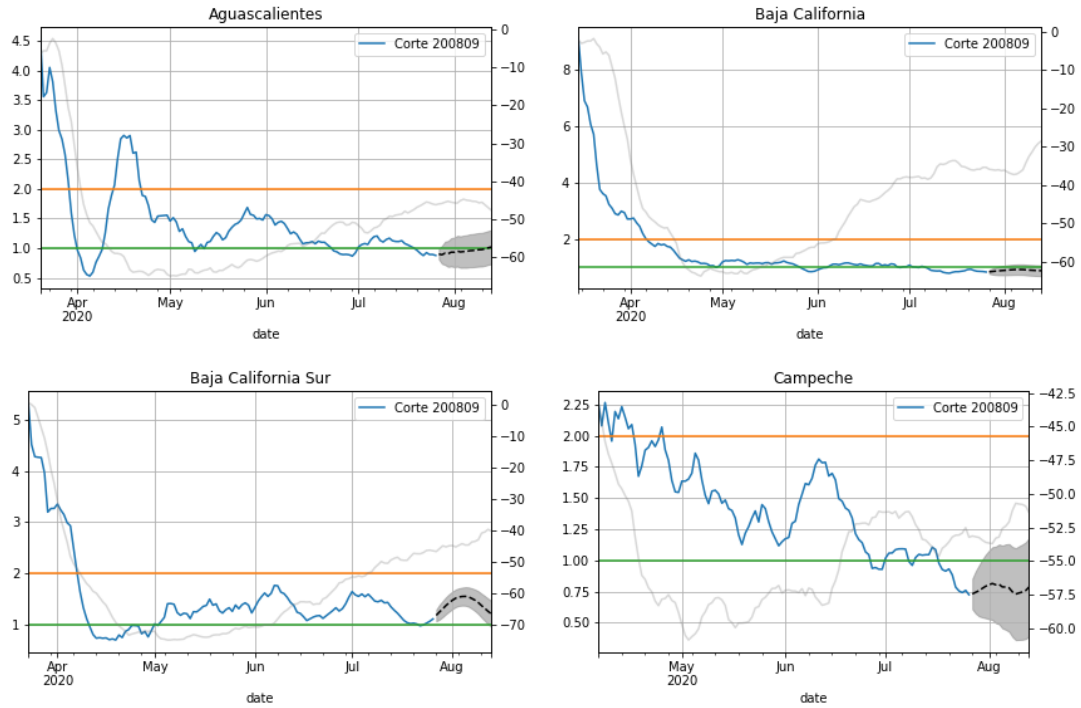 Aguascalientes
4.5
4.0
3.5
3.0
2.5
2.0
1.5
1.0
0.5
Corte 200809
0
−10
−20
−30
−40
−50
−60
Apr
2020
May
Jun
Jul
Aug
date
Baja California
8
6
4
2
Corte 200809
0
−10
−20
−30
−40
−50
−60
Apr
2020
May
Jun
Jul
Aug
date
Baja California Sur
5
4
3
2
1
Corte 200809
0
−10
−20
−30
−40
−50
−60
−70
Apr
2020
May
Jun
Jul
Aug
date
Campeche
2.25
2.00
1.75
1.50
1.25
1.00
0.75
0.50
Corte 200809
−42.5
−45.0
−47.5
−50.0
−52.5
−55.0
−57.5
−60.0
May
2020
Jun
Jul
Aug
date